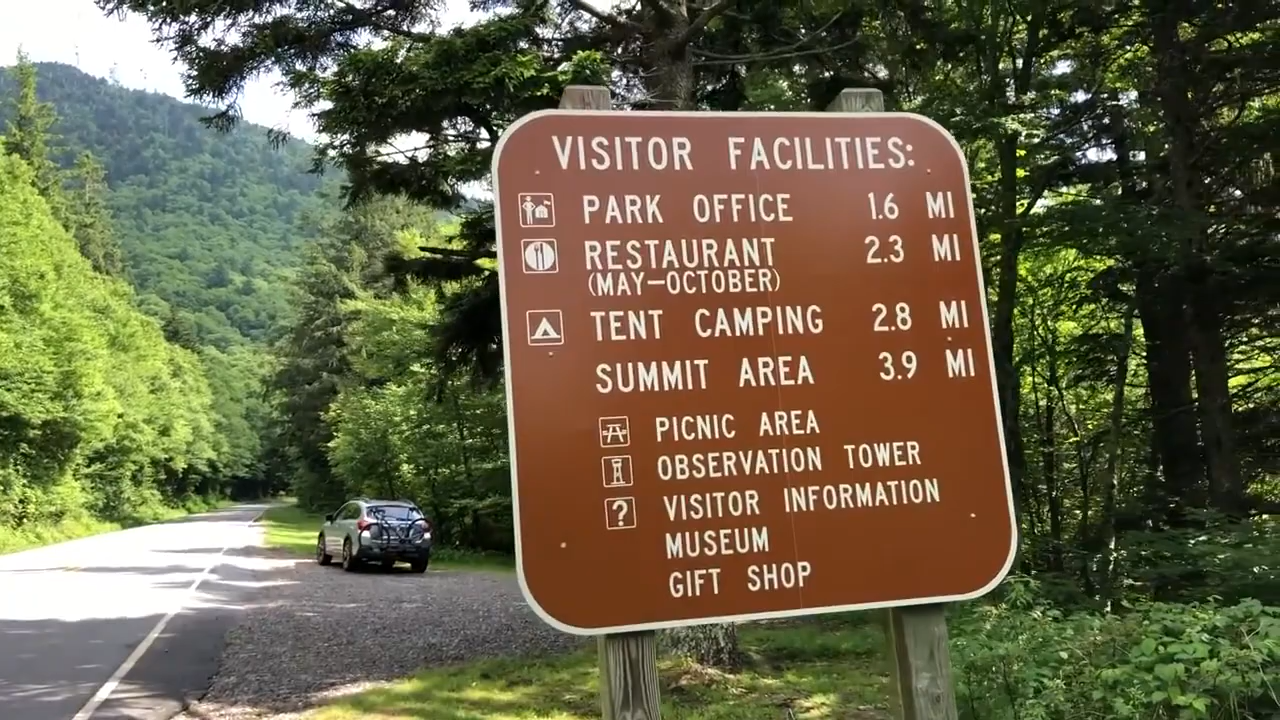 VISITOR FACILITIES:
PARK OFFICE 1.6 MI
RESTAURANT 2.3 MI
(MAY-OCTOBER)
TENT CAMPING 2.8 MI
SUMMIT AREA 3.9 MI
PICNIC AREA
OBSERVATION TOWER
? VISITOR INFORMATION
MUSEUM
GIFT SHOP